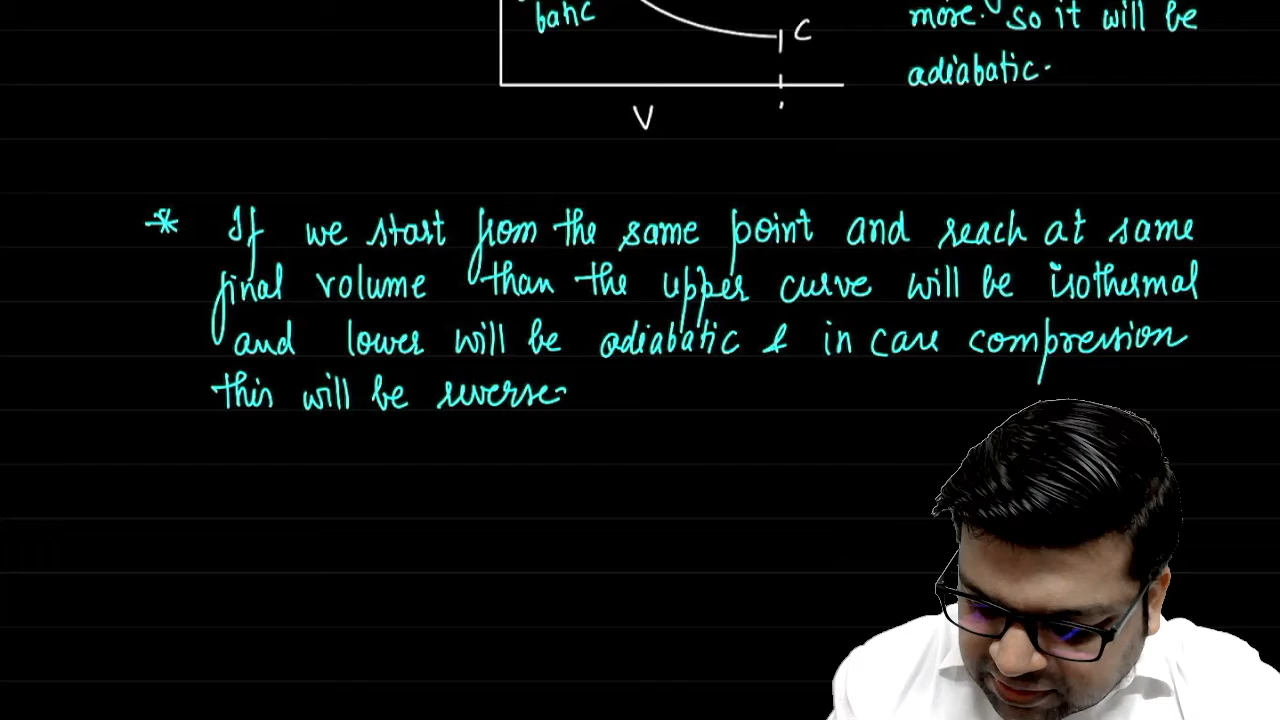 batic
C
more. so it will be
adiabatic.
V
* If we start from the same point and reach at same
final volume than the upper curve will be isothermal
and lower will be adiabatic & in case compression
this will be reverse.